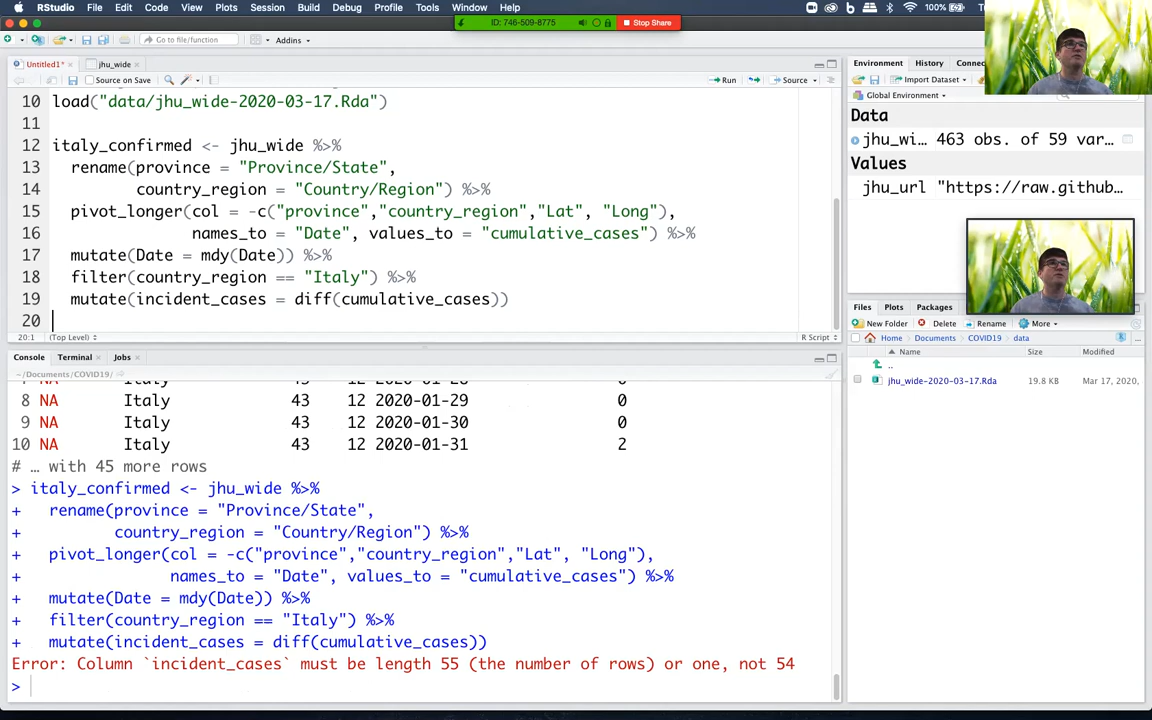 RStudio File Edit Code View Plots Session Build Debug Profile Tools Window Help 100%
ID: 746-509-8775 Stop Share
Go to file/function Addins
Untitled1* jhu_wide
Source on Save Run Source
10 load("data/jhu_wide-2020-03-17.Rda")
11
12 italy_confirmed <- jhu_wide %>%
13 rename(province = "Province/State",
14 country_region = "Country/Region") %>%
15 pivot_longer(col = -c("province","country_region","Lat", "Long"),
16 names_to = "Date", values_to = "cumulative_cases") %>%
17 mutate(Date = mdy(Date)) %>%
18 filter(country_region == "Italy") %>%
19 mutate(incident_cases = diff(cumulative_cases))
20
20:1 (Top Level) R Script
Console Terminal Jobs
~/Documents/COVID19/
8 NA Italy 43 12 2020-01-29 0
9 NA Italy 43 12 2020-01-30 0
10 NA Italy 43 12 2020-01-31 2
# … with 45 more rows
> italy_confirmed <- jhu_wide %>%
+ rename(province = "Province/State",
+ country_region = "Country/Region") %>%
+ pivot_longer(col = -c("province","country_region","Lat", "Long"),
+ names_to = "Date", values_to = "cumulative_cases") %>%
+ mutate(Date = mdy(Date)) %>%
+ filter(country_region == "Italy") %>%
+ mutate(incident_cases = diff(cumulative_cases))
Error: Column `incident_cases` must be length 55 (the number of rows) or one, not 54
>
Environment History Connec
Import Dataset
Global Environment
Data
jhu_wi… 463 obs. of 59 var…
Values
jhu_url "https://raw.github…
Files Plots Packages
New Folder Delete Rename More
Home Documents COVID19 data
Name Size Modified
..
jhu_wide-2020-03-17.Rda 19.8 KB Mar 17, 2020,